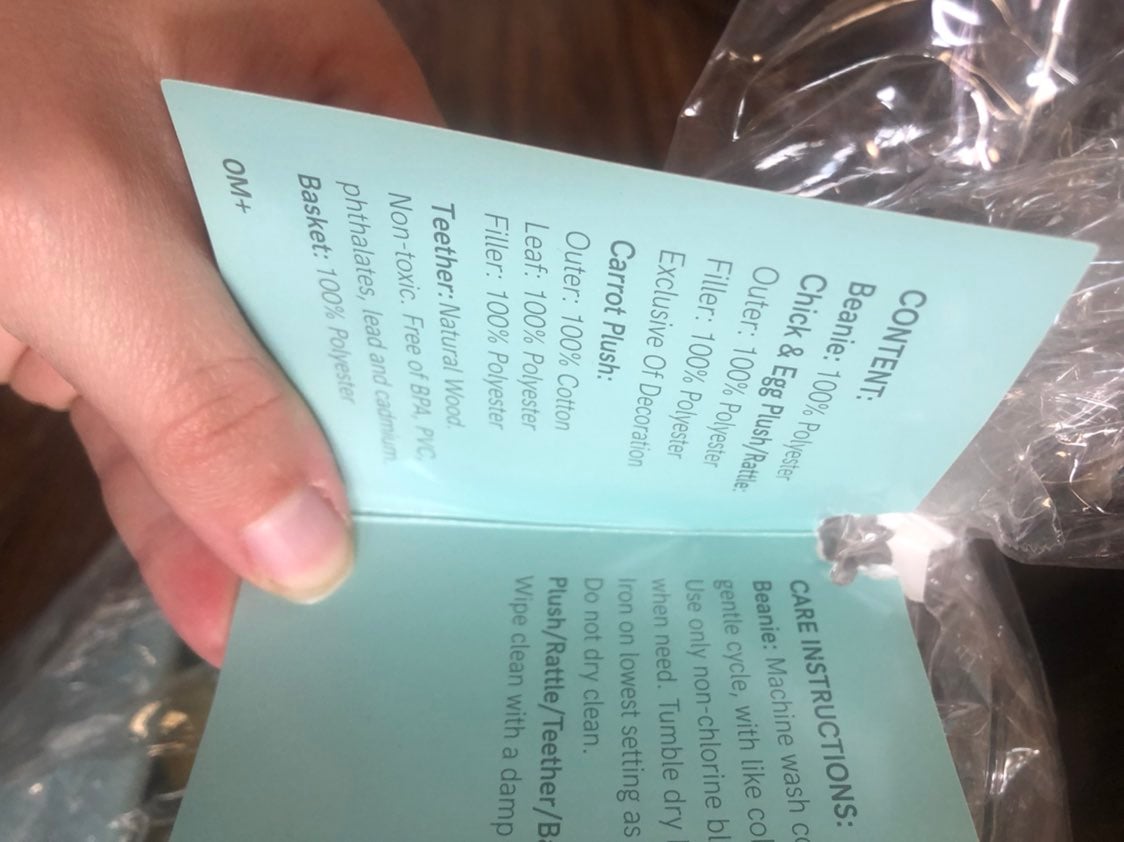 CONTENT:
Beanie: 100% Polyester
Chick & Egg Plush/Rattle:
Outer: 100% Polyester
Filler: 100% Polyester
Exclusive Of Decoration
Carrot Plush:
Outer: 100% Cotton
Leaf: 100% Polyester
Filler: 100% Polyester
Teether: Natural Wood.
Non-toxic. Free of BPA, PVC,
phthalates, lead and cadmium.
Basket: 100% Polyester
0M+
CARE INSTRUCTIONS:
Beanie: Machine wash
gentle cycle, with like
Use only non-chlorine
when need. Tumble dry
Iron on lowest setting as
Do not dry clean.
Plush/Rattle/Teether/
Wipe clean with a damp